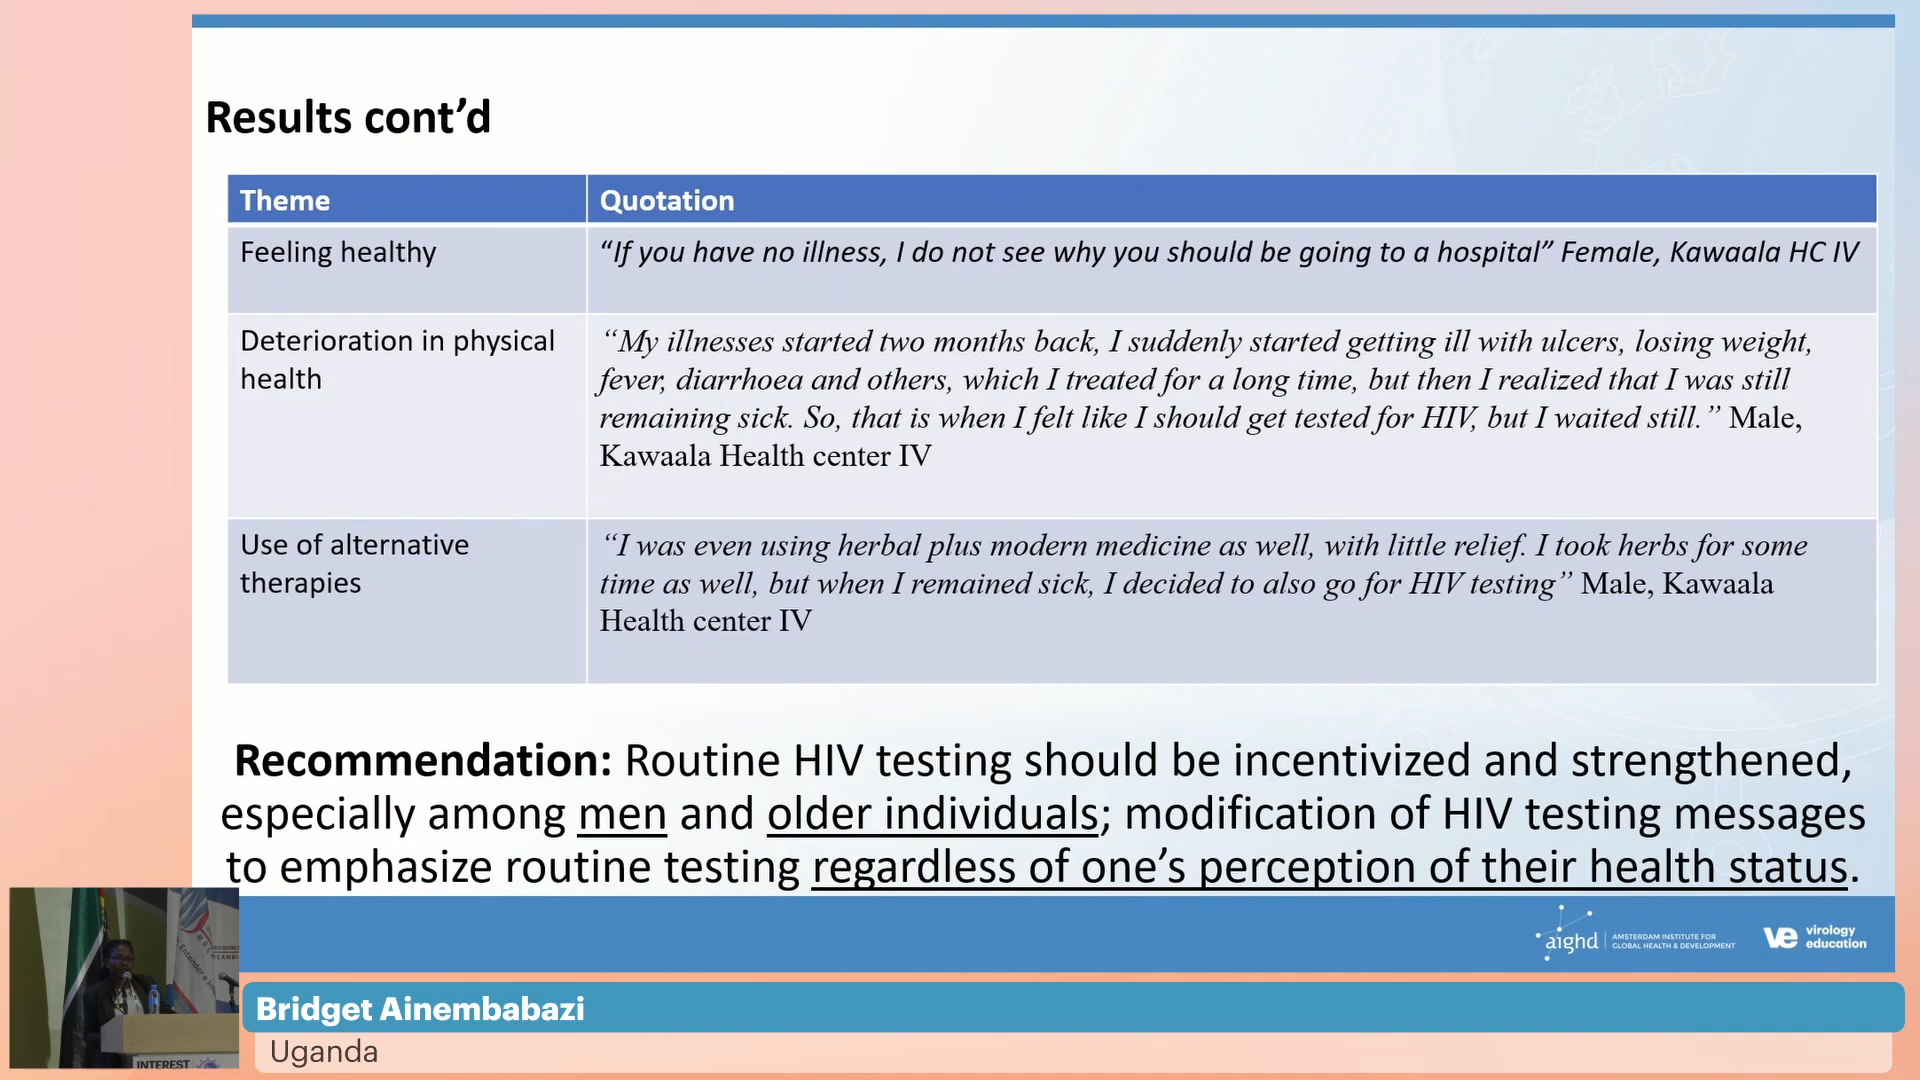 Results cont’d
Theme
Quotation
Feeling healthy
“If you have no illness, I do not see why you should be going to a hospital” Female, Kawaala HC IV
Deterioration in physical
health
“My illnesses started two months back, I suddenly started getting ill with ulcers, losing weight,
fever, diarrhoea and others, which I treated for a long time, but then I realized that I was still
remaining sick. So, that is when I felt like I should get tested for HIV, but I waited still.” Male,
Kawaala Health center IV
Use of alternative
therapies
“I was even using herbal plus modern medicine as well, with little relief. I took herbs for some
time as well, but when I remained sick, I decided to also go for HIV testing” Male, Kawaala
Health center IV
Recommendation: Routine HIV testing should be incentivized and strengthened,
especially among men and older individuals; modification of HIV testing messages
to emphasize routine testing regardless of one’s perception of their health status.
aighd
AMSTERDAM INSTITUTE FOR
GLOBAL HEALTH & DEVELOPMENT
ve
virology
education
INTEREST
Bridget Ainembabazi
Uganda